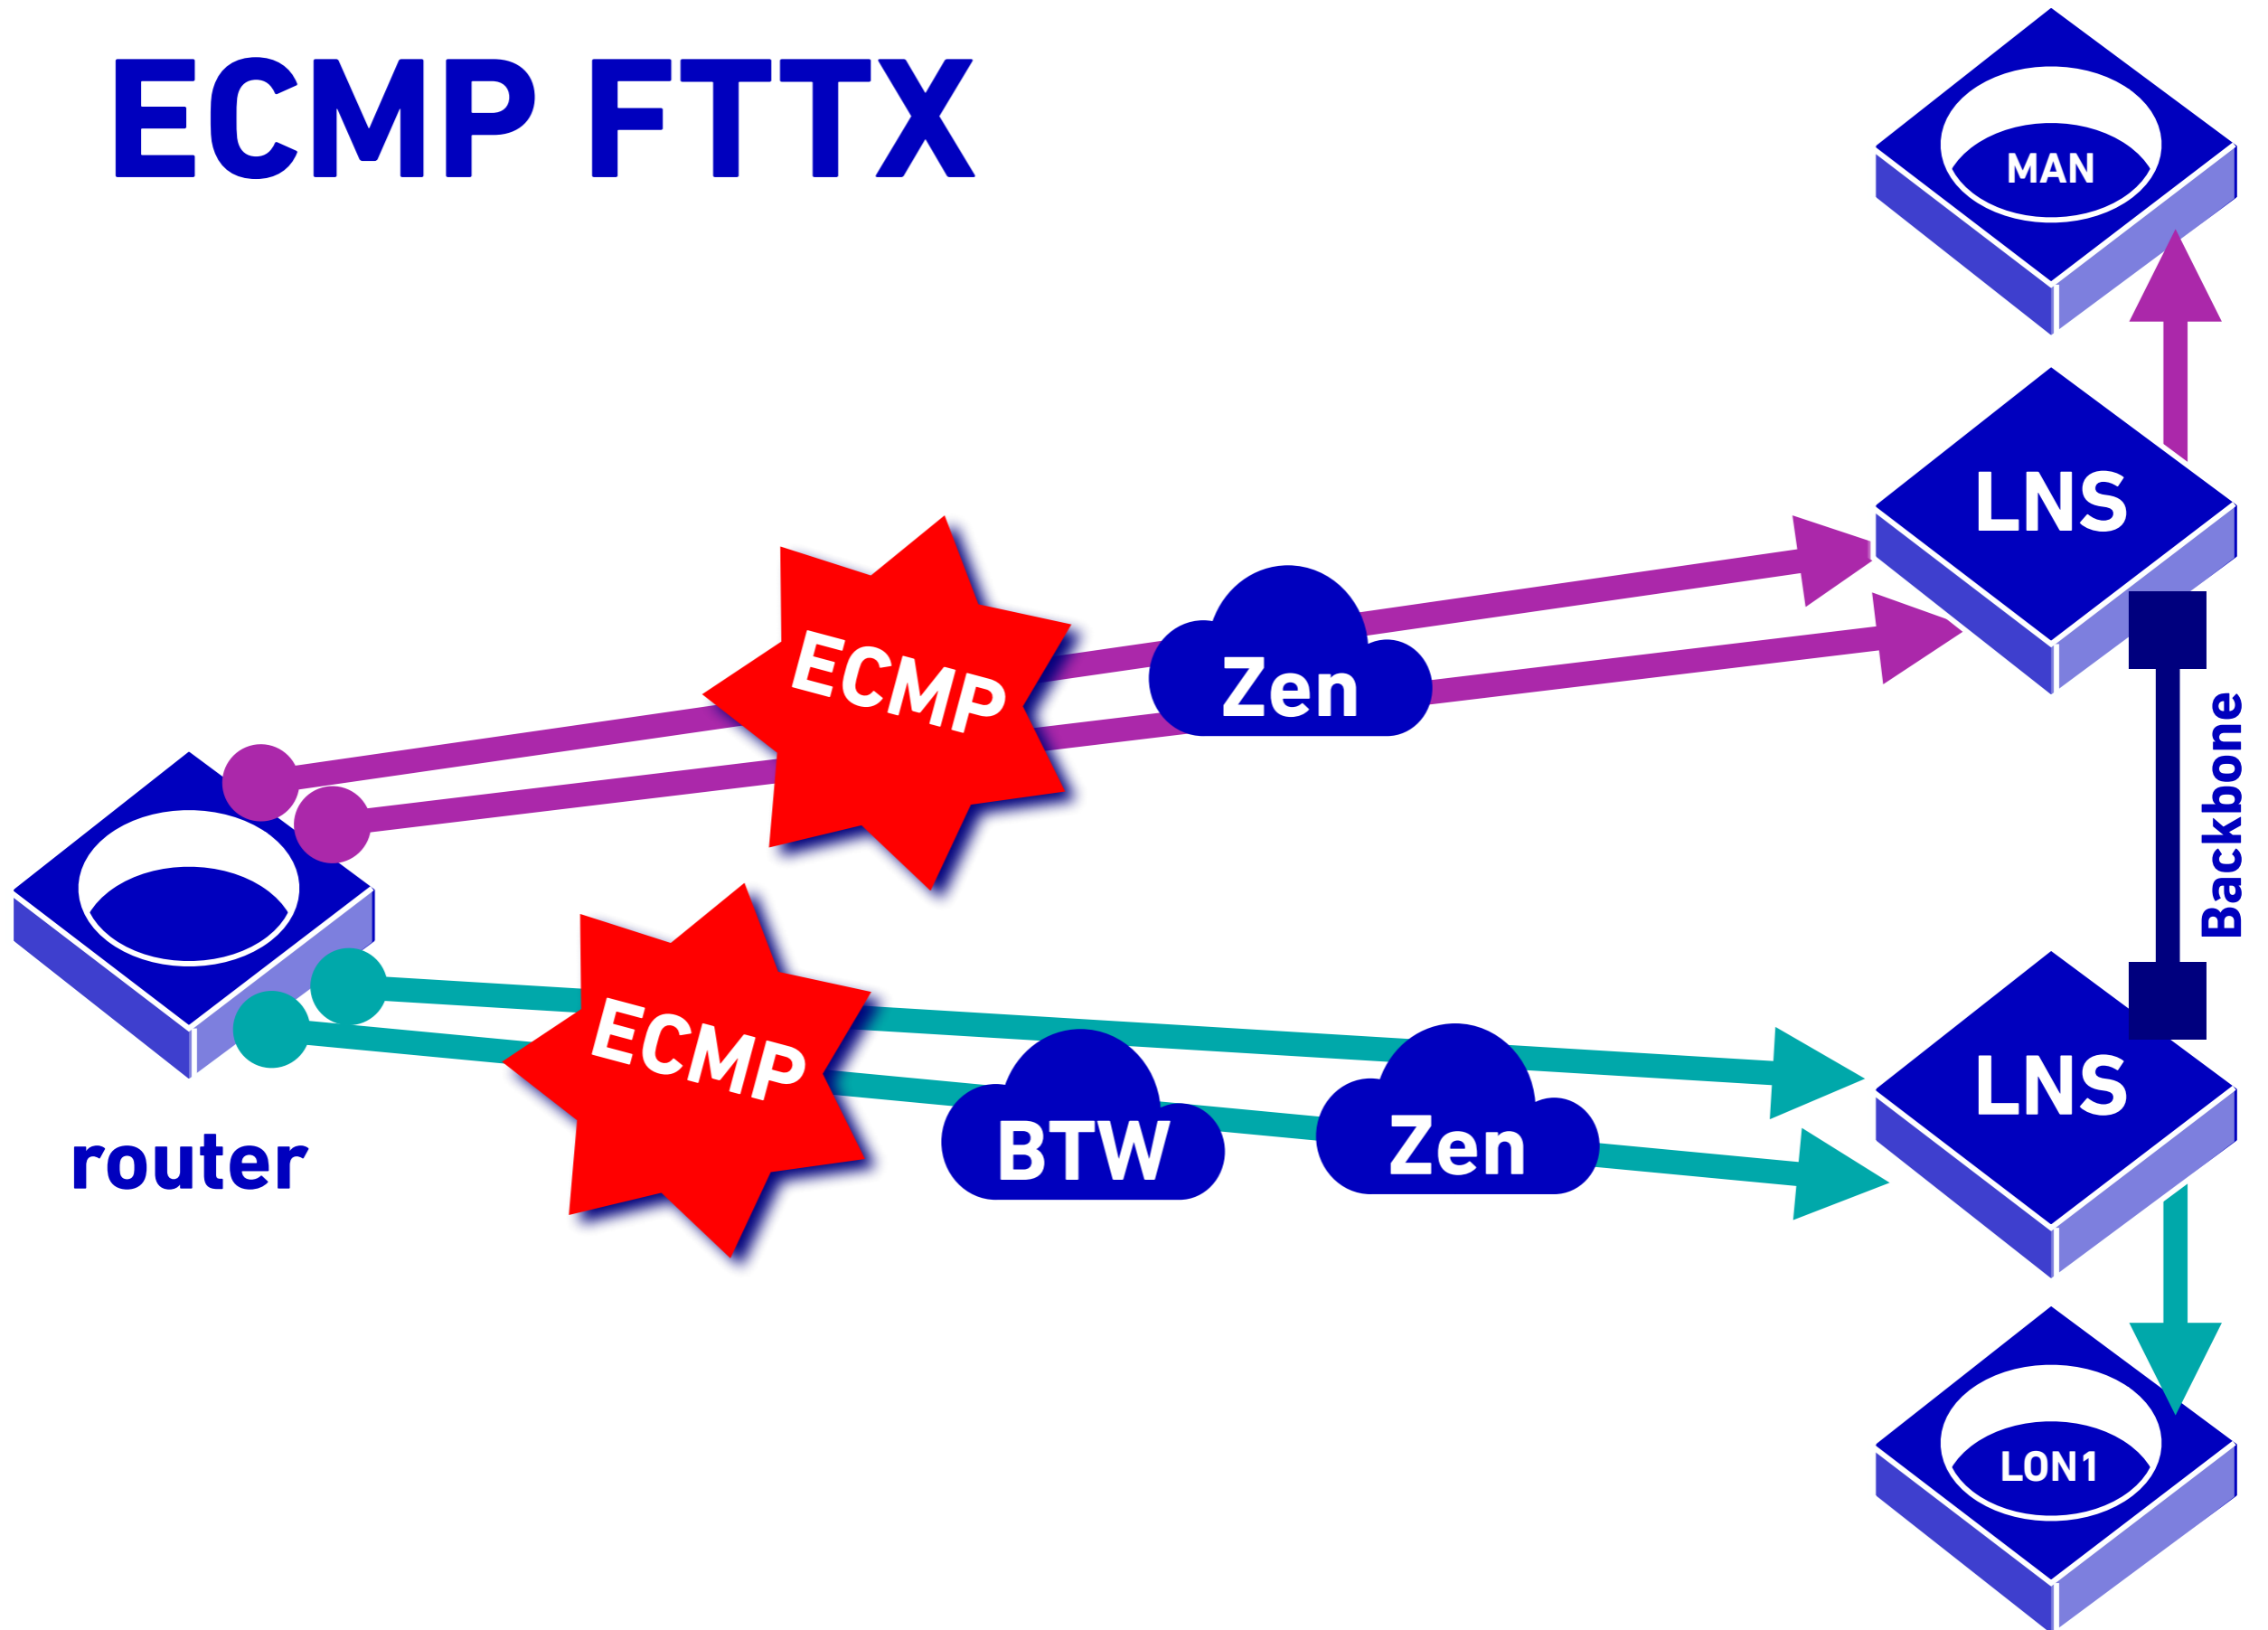 ECMP FTTX
MAN
LNS
ECMP
Zen
Backbone
router
ECMP
BTW
Zen
LNS
LON1